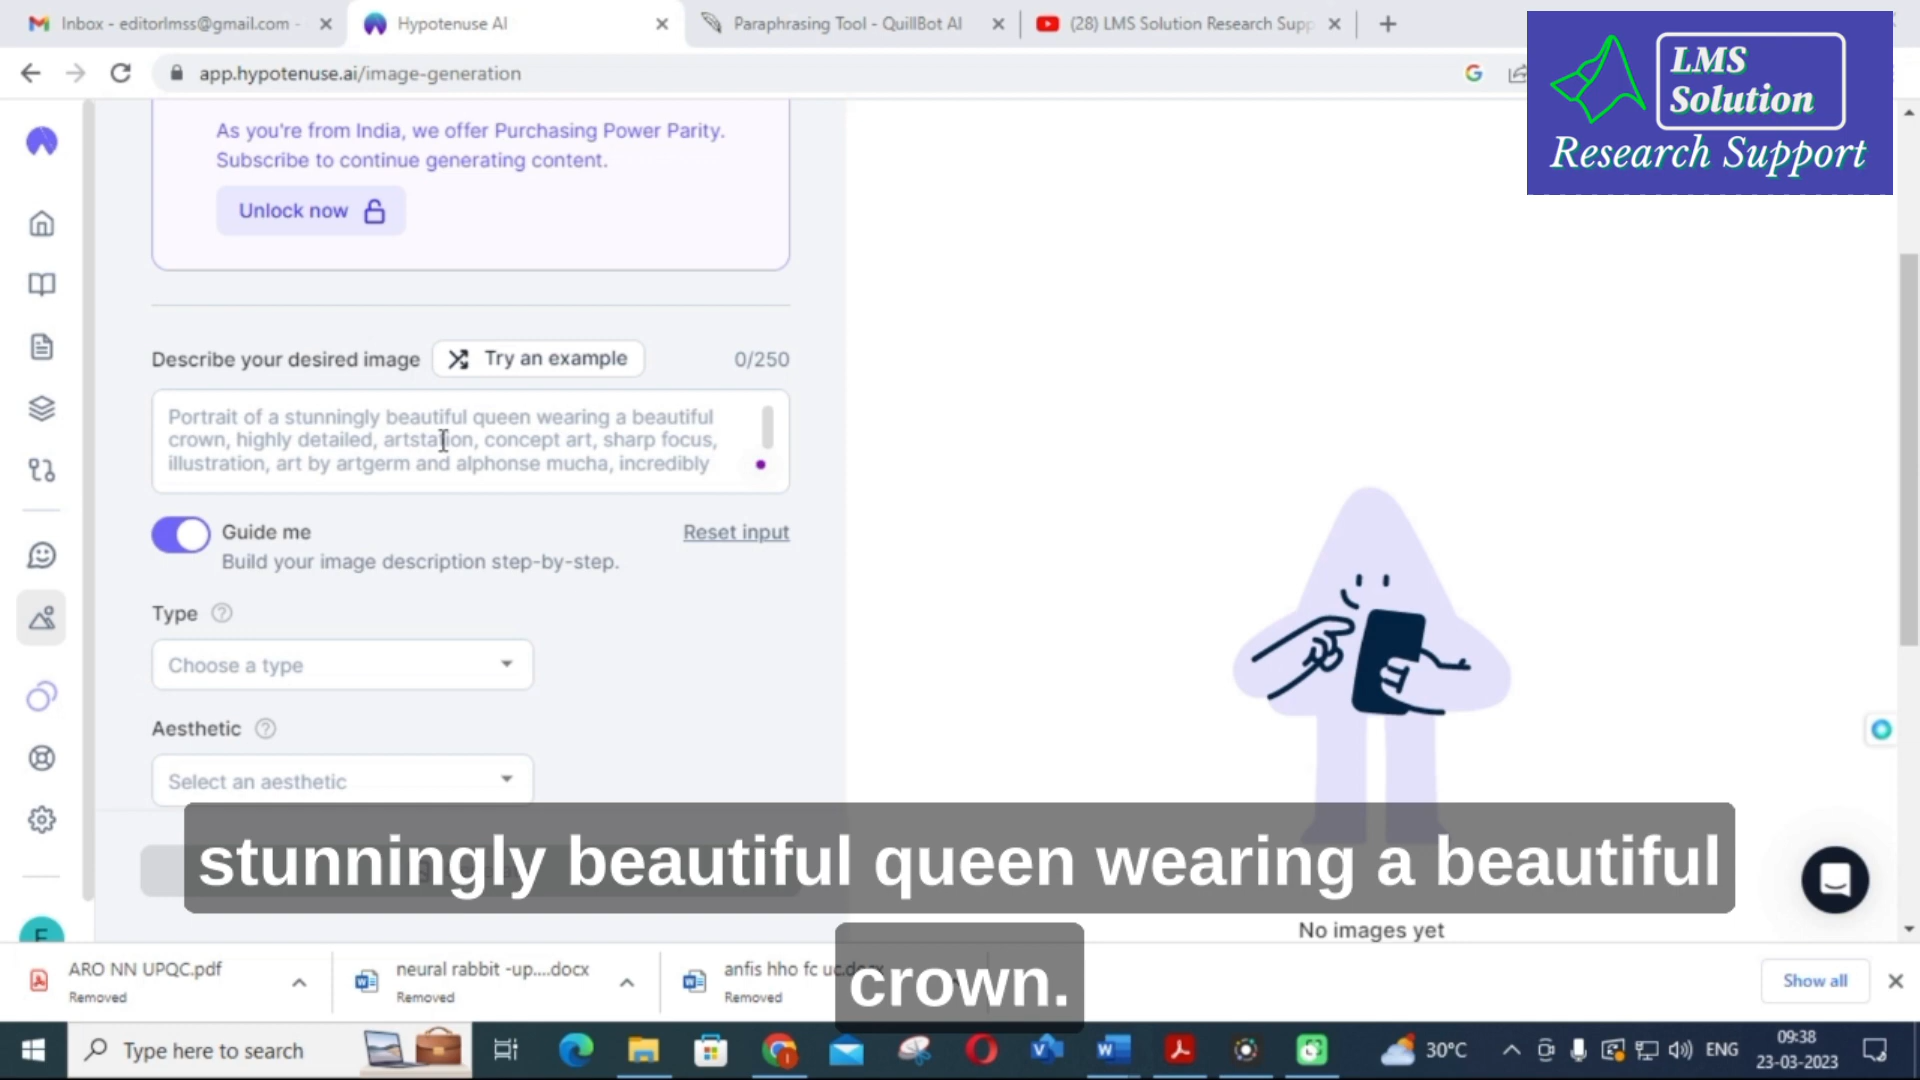 Inbox - editorlmss@gmail.com -
Hypotenuse AI
Paraphrasing Tool - QuillBot AI
(28) LMS Solution Research Supp
app.hypotenuse.ai/image-generation
LMS
Solution
Research Support
As you're from India, we offer Purchasing Power Parity.
Subscribe to continue generating content.
Unlock now
Describe your desired image
Try an example
0/250
Portrait of a stunningly beautiful queen wearing a beautiful
crown, highly detailed, artstation, concept art, sharp focus,
illustration, art by artgerm and alphonse mucha, incredibly
Guide me
Reset input
Build your image description step-by-step.
Type
Choose a type
Aesthetic
Select an aesthetic
stunningly beautiful queen wearing a beautiful
crown.
No images yet
E
ARO NN UPQC.pdf
Removed
neural rabbit -up....docx
Removed
anfis hho fc uc.docx
Removed
Show all
Type here to search
30°C
ENG
09:38
23-03-2023